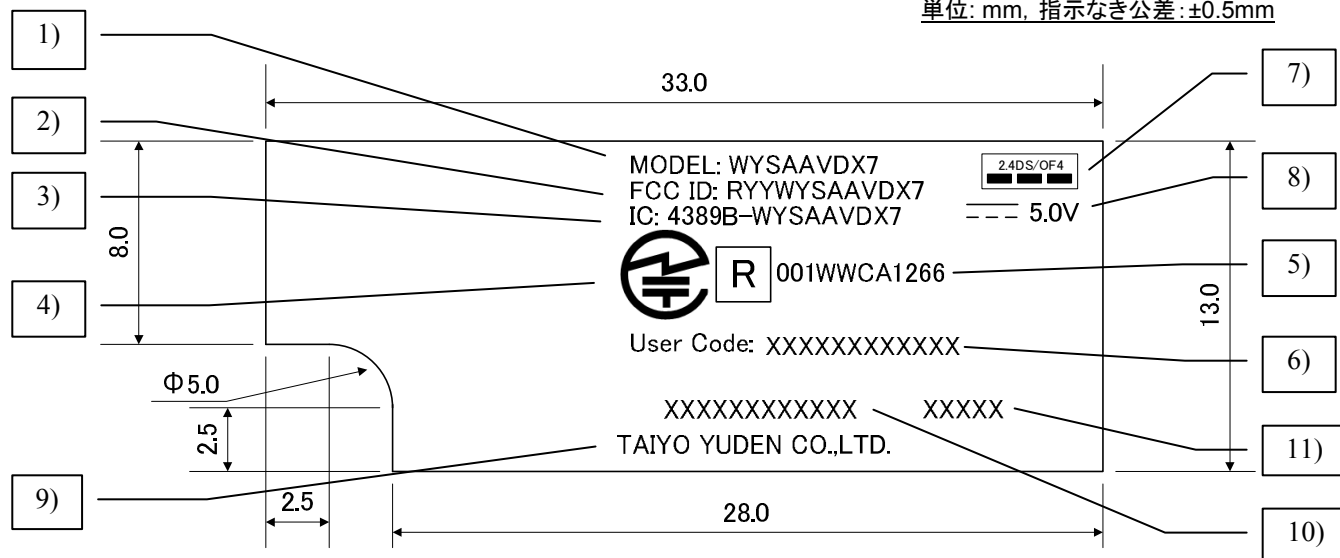 単位: mm, 指示なき公差:±0.5mm
1)
2)
3)
4)
9)
33.0
7)
8)
5)
6)
11)
10)
MODEL: WYSAAVDX7
FCC ID: RYYWYSAAVDX7
IC: 4389B-WYSAAVDX7
2.4DS/OF4
5.0V
R 001WWCA1266
User Code: XXXXXXXXXXXX
XXXXXXXXXXXX XXXXX
TAIYO YUDEN CO.,LTD.
8.0
13.0
Φ5.0
2.5
2.5
28.0